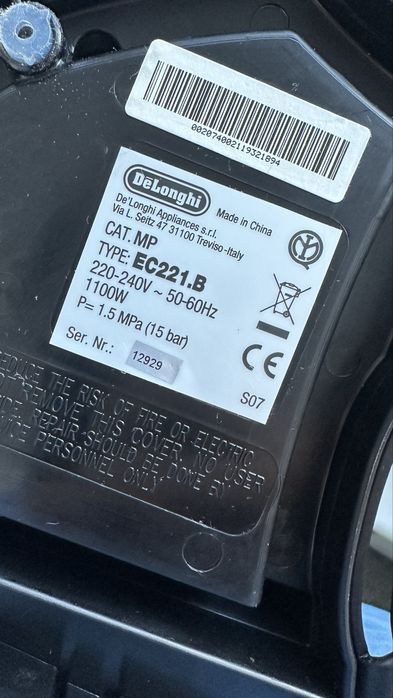 0020740021193218​94
DeLonghi
Made in China
De'Longhi Appliances s.r.l.
Via L. Seitz 47 31100 Treviso-Italy
CAT. MP
TYPE: EC221.B
220-240V ~ 50-60Hz
1100W
P= 1.5 MPa (15 bar)
Ser. Nr.: 12929
CE
S07
REDUCE THE RISK OF FIRE OR ELECTRIC
REMOVE THIS COVER, NO USER
REPAIR SHOULD BE DONE BY
PERSONNEL ONLY